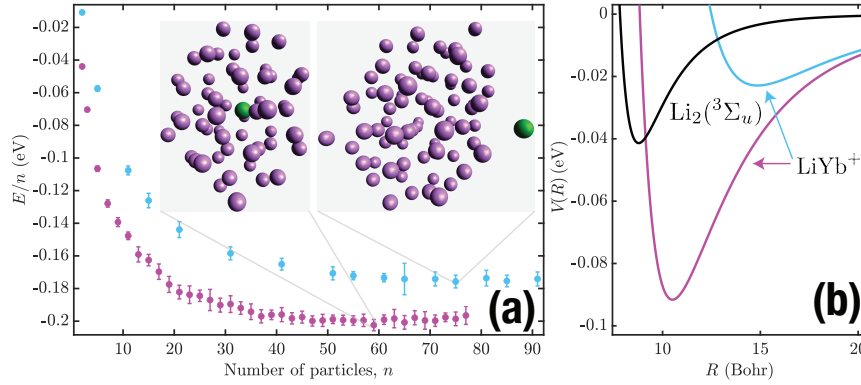 -0.02
-0.04
-0.06
-0.08
-0.1
-0.12
-0.14
-0.16
-0.18
-0.2
E/n (eV)
10 20 30 40 50 60 70 80 90
Number of particles, n
(a)
0
-0.02
-0.04
-0.06
-0.08
-0.1
V(R) (eV)
Li₂(³Σᵤ)
LiYb⁺
10 15 20
R (Bohr)
(b)